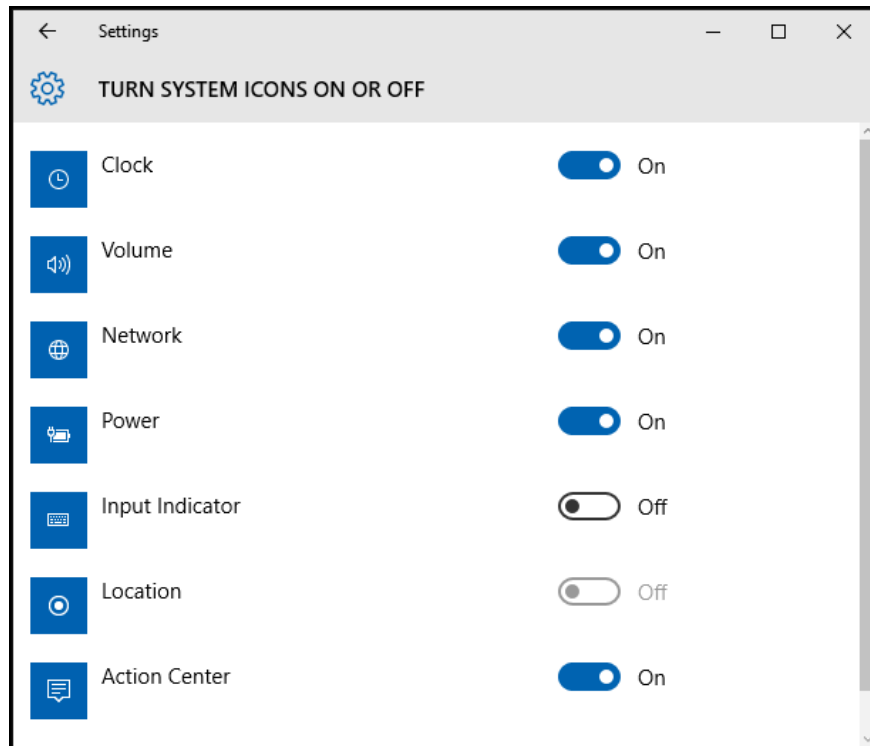 Settings
TURN SYSTEM ICONS ON OR OFF
Clock On
Volume On
Network On
Power On
Input Indicator Off
Location Off
Action Center On